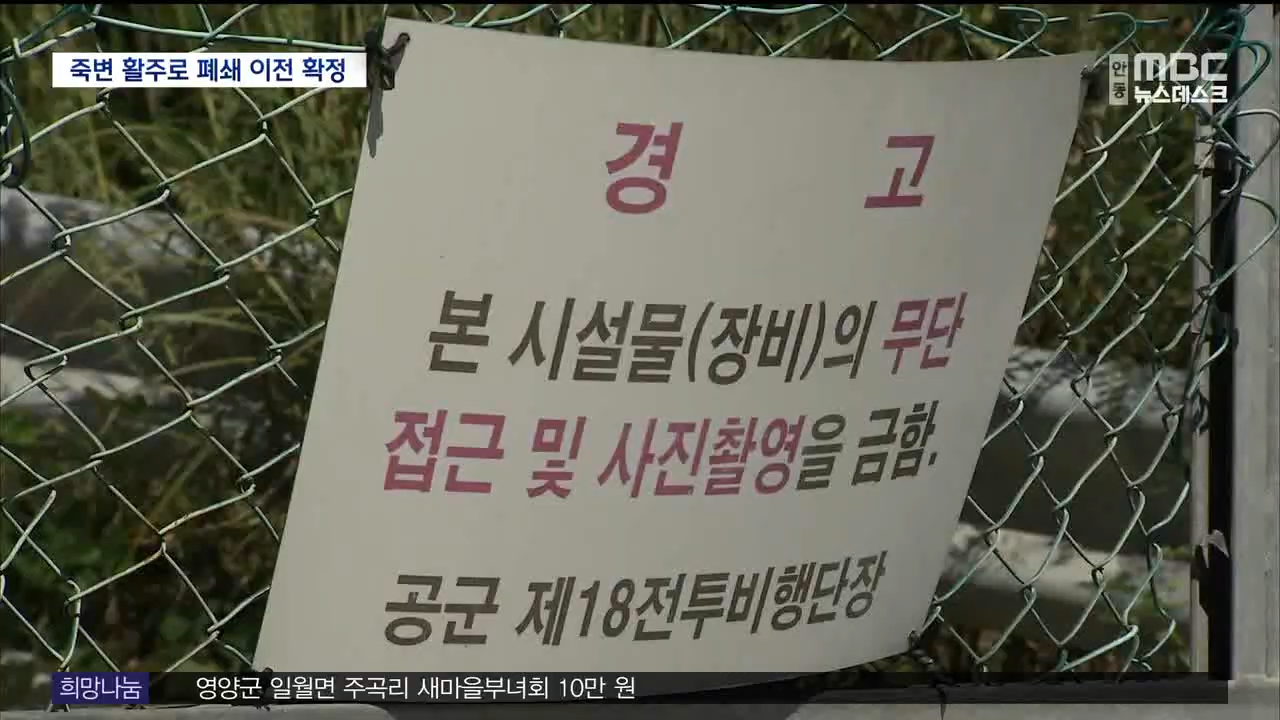 죽변 활주로 폐쇄 이전 확정
안동 MBC
뉴스데스크
경 고
본 시설물(장비)의 무단
접근 및 사진촬영을 금함.
공군 제18전투비행단장
희망나눔 영양군 일월면 주곡리 새마을부녀회 10만 원